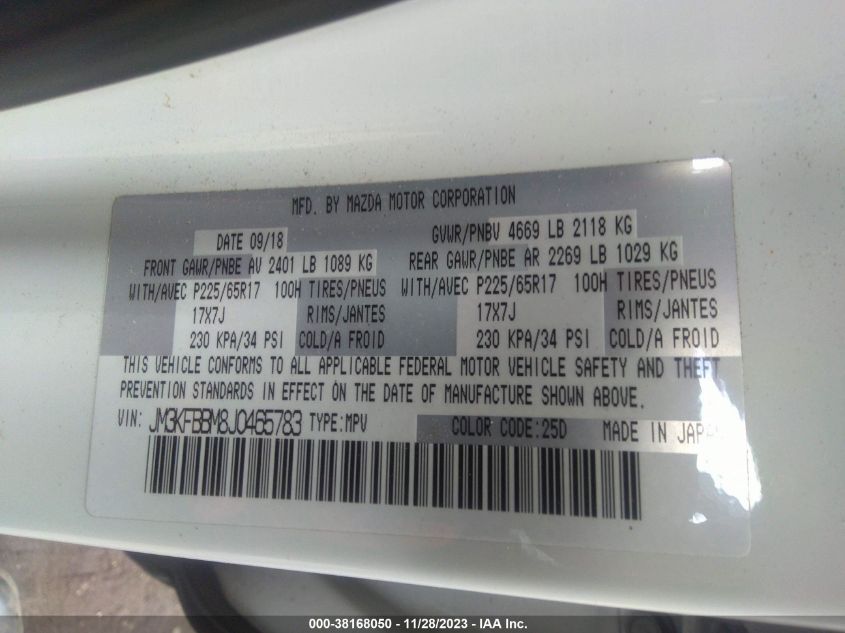 MFD. BY MAZDA MOTOR CORPORATION
DATE 09/18 GVWR/PNBV 4669 LB 2118 KG
FRONT GAWR/PNBE AV 2401 LB 1089 KG REAR GAWR/PNBE AR 2269 LB 1029 KG
WITH/AVEC P225/65R17 100H TIRES/PNEUS WITH/AVEC P225/65R17 100H TIRES/PNEUS
17X7J RIMS/JANTES 17X7J RIMS/JANTES
230 KPA/34 PSI COLD/A FROID 230 KPA/34 PSI COLD/A FROID
THIS VEHICLE CONFORMS TO ALL APPLICABLE FEDERAL MOTOR VEHICLE SAFETY AND THEFT
PREVENTION STANDARDS IN EFFECT ON THE DATE OF MANUFACTURE SHOWN ABOVE.
VIN: JM3KFBBM8J0465783 TYPE:MPV COLOR CODE:25D MADE IN JAPAN
000-38168050 - 11/28/2023 - IAA Inc.